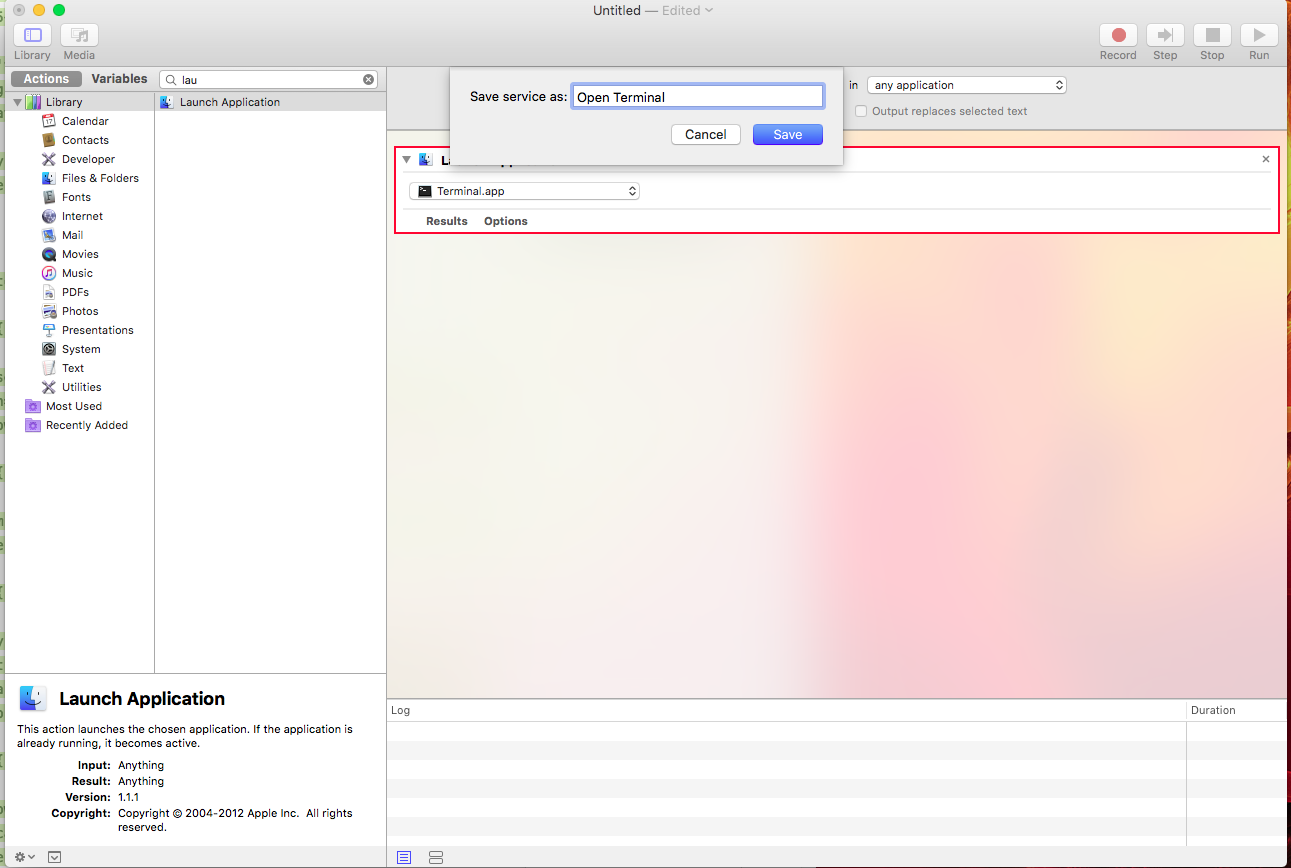 Untitled — Edited
Library
Media
Record
Step
Stop
Run
Actions
Variables
lau
Library
Calendar
Contacts
Developer
Files & Folders
Fonts
Internet
Mail
Movies
Music
PDFs
Photos
Presentations
System
Text
Utilities
Most Used
Recently Added
Launch Application
Save service as:
Open Terminal
Cancel
Save
in
any application
Output replaces selected text
Terminal.app
Results
Options
Launch Application
This action launches the chosen application. If the application is
already running, it becomes active.
Input: Anything
Result: Anything
Version: 1.1.1
Copyright: Copyright © 2004-2012 Apple Inc. All rights
reserved.
Log
Duration